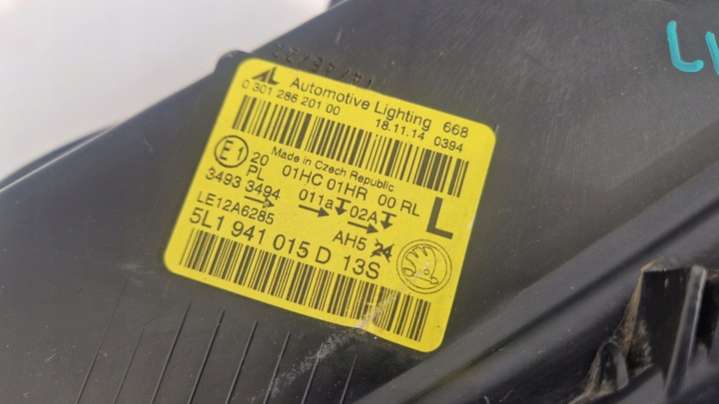 AL Automotive Lighting 668
0 301 286 201 00 18.11.14 0394
Made in Czech Republic
E1 20 01HC 01HR 00 RL
PL 011a 02A L
3493 3494
LE12A6285 AH5 24
5L1 941 015 D 13S